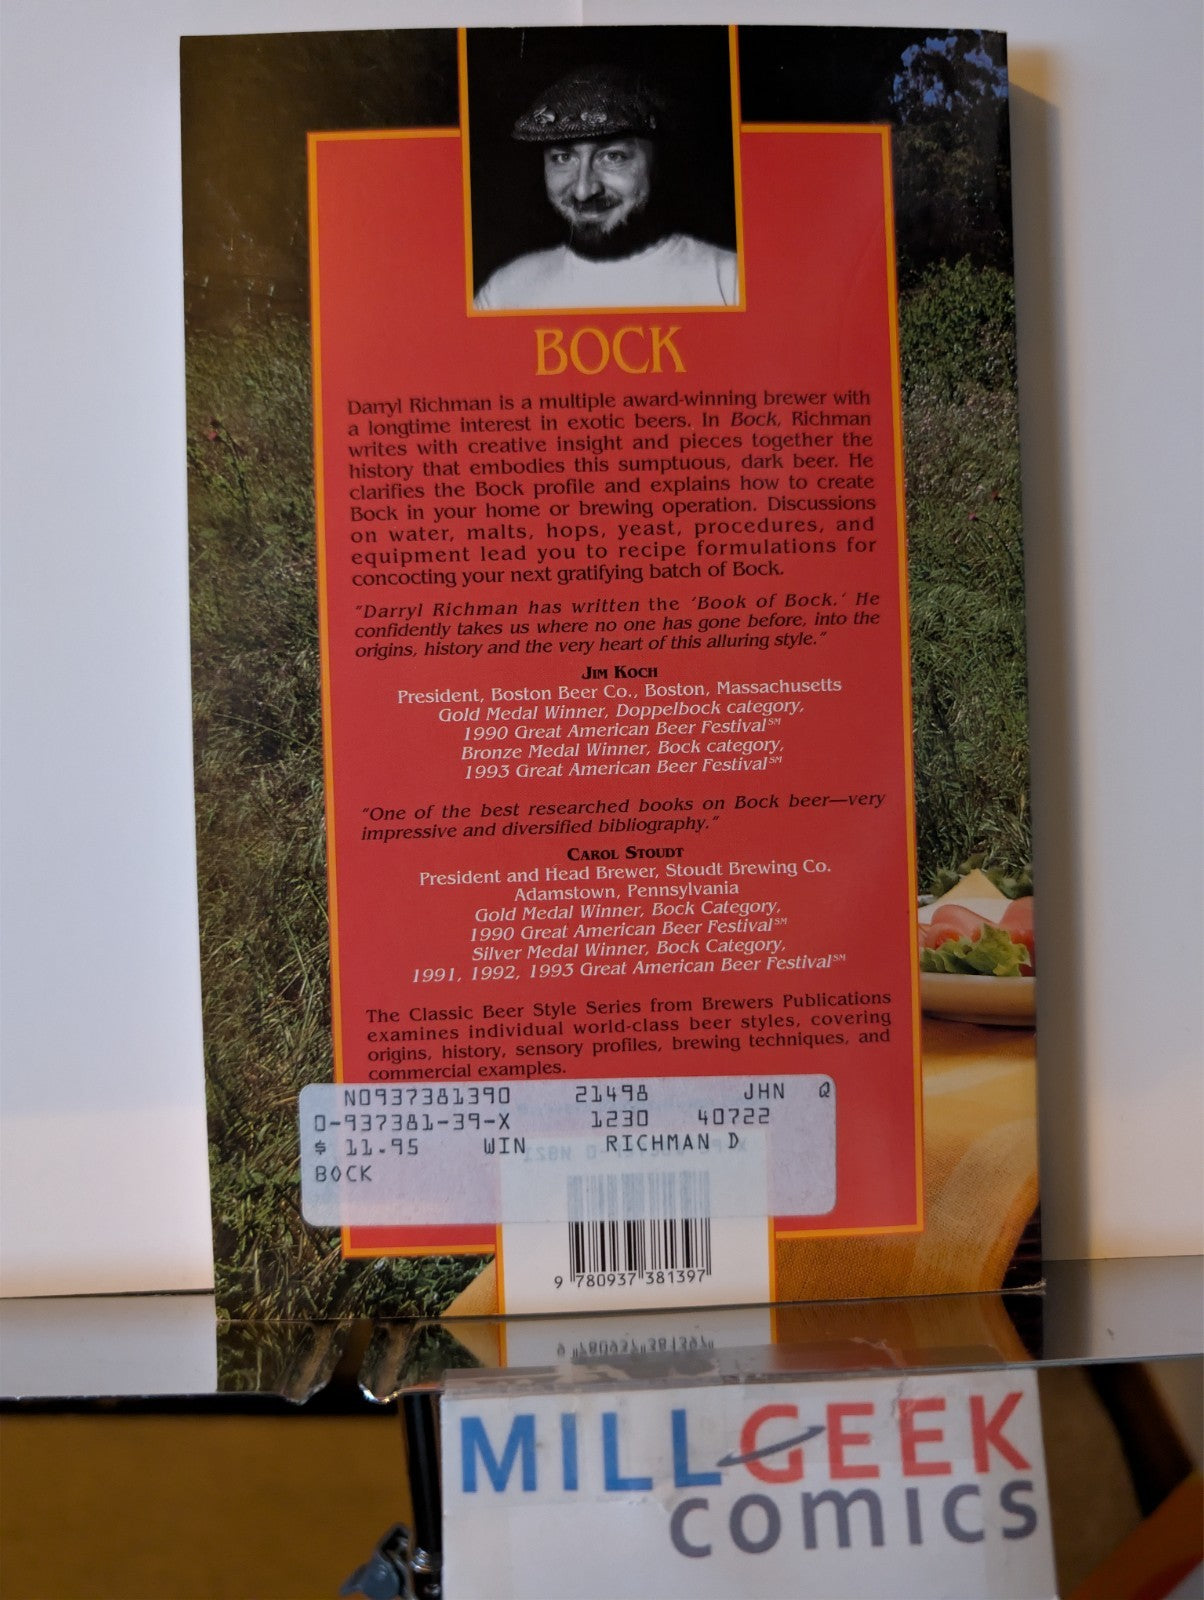 BOCK
Darryl Richman is a multiple award-winning brewer with
a longtime interest in exotic beers. In Bock, Richman
writes with creative insight and pieces together the
history that embodies this sumptuous, dark beer. He
clarifies the Bock profile and explains how to create
Bock in your home or brewing operation. Discussions
on water, malts, hops, yeast, procedures, and
equipment lead you to recipe formulations for
concocting your next gratifying batch of Bock.
"Darryl Richman has written the 'Book of Bock.' He
confidently takes us where no one has gone before, into the
origins, history and the very heart of this alluring style."
JIM KOCH
President, Boston Beer Co., Boston, Massachusetts
Gold Medal Winner, Doppelbock category,
1990 Great American Beer Festival℠
Bronze Medal Winner, Bock category,
1993 Great American Beer Festival℠
"One of the best researched books on Bock beer—very
impressive and diversified bibliography."
CAROL STOUDT
President and Head Brewer, Stoudt Brewing Co.
Adamstown, Pennsylvania
Gold Medal Winner, Bock Category,
1990 Great American Beer Festival℠
Silver Medal Winner, Bock Category,
1991, 1992, 1993 Great American Beer Festival℠
The Classic Beer Style Series from Brewers Publications
examines individual world-class beer styles, covering
origins, history, sensory profiles, brewing techniques, and
commercial examples.
N0937381390 21498 JHN Q
0-937381-39-X 1230 40722
$ 11.95 WIN RICHMAN D
BOCK
9 780937 381397
MILLGEEK
COMICS